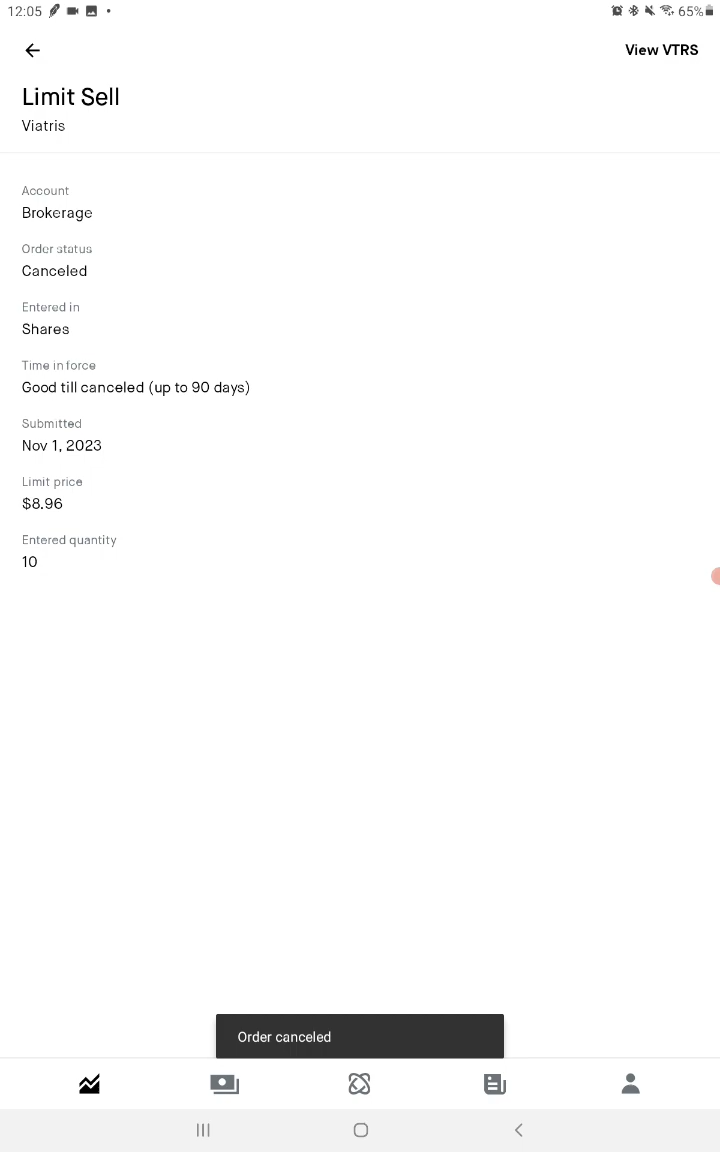 12:05
65%
View VTRS
Limit Sell
Viatris
Account
Brokerage
Order status
Canceled
Entered in
Shares
Time in force
Good till canceled (up to 90 days)
Submitted
Nov 1, 2023
Limit price
$8.96
Entered quantity
10
Order canceled